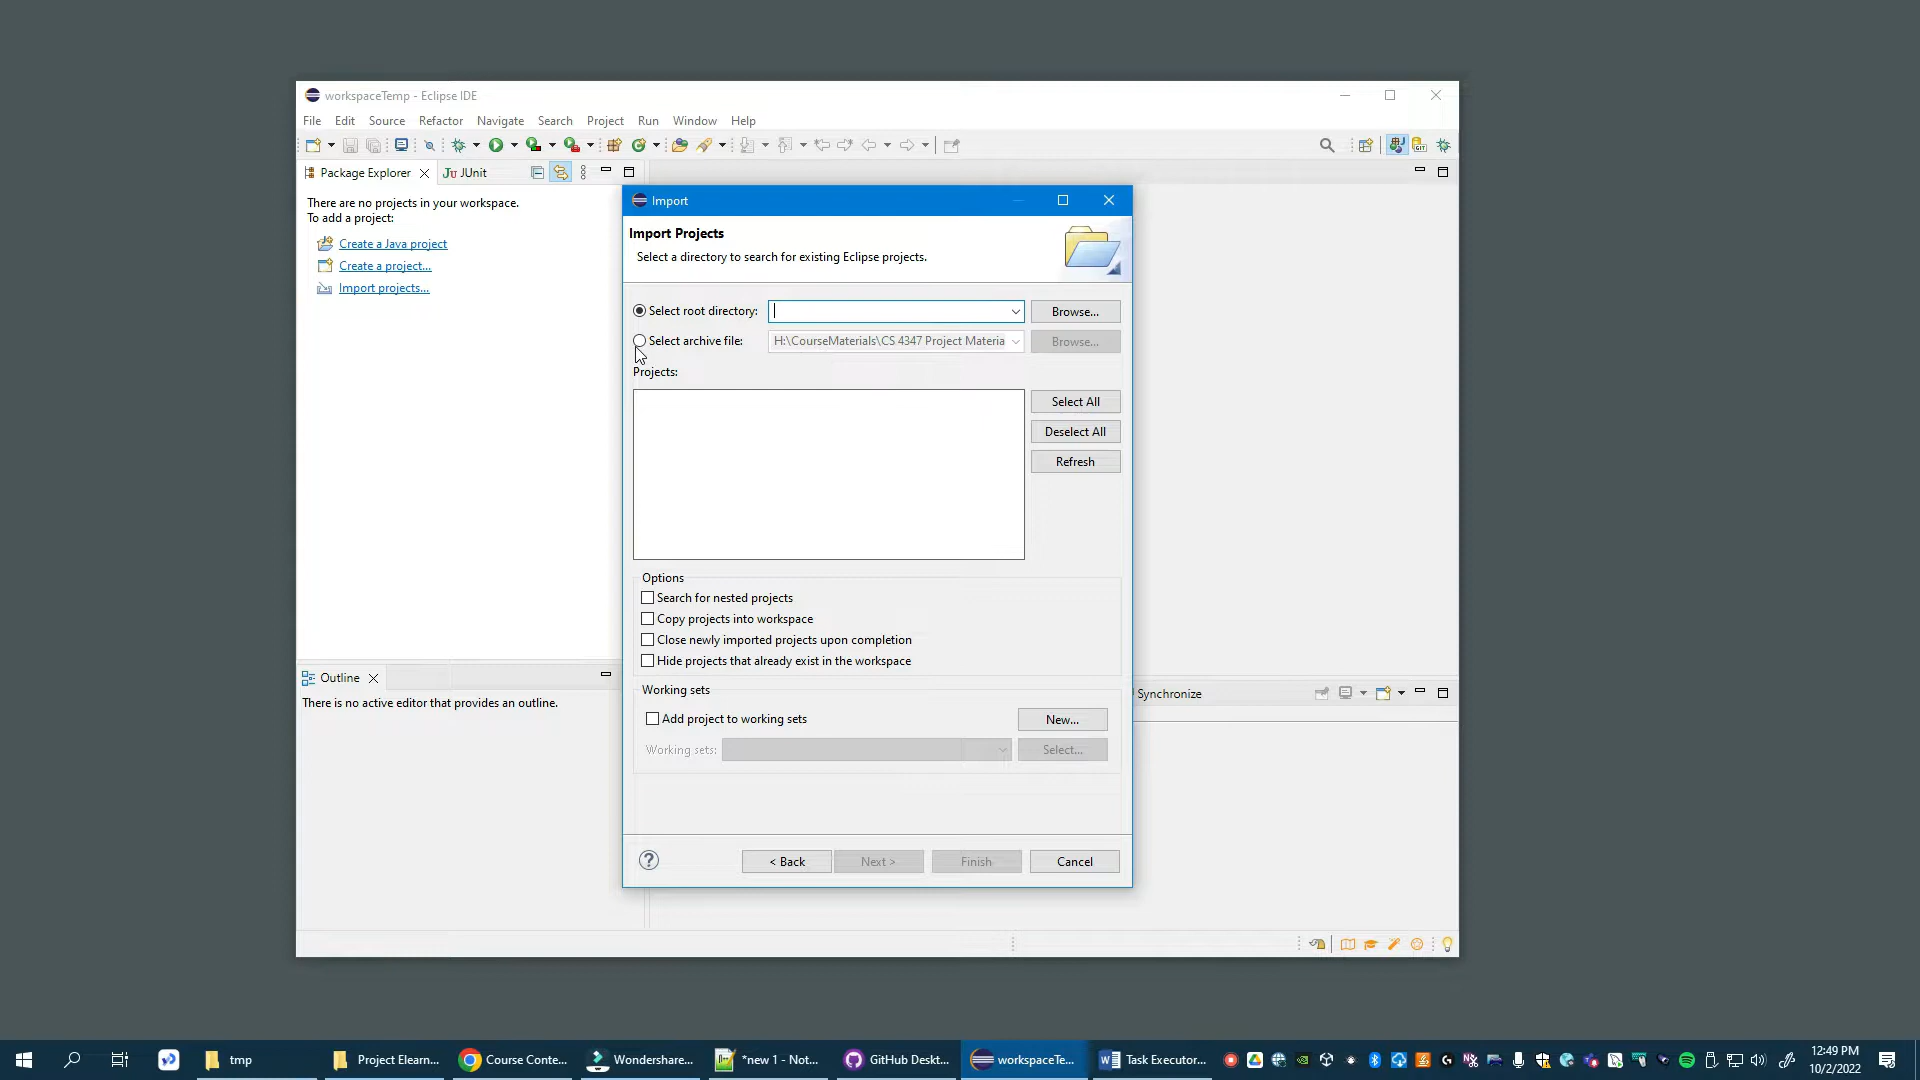 workspaceTemp - Eclipse IDE
File Edit Source Refactor Navigate Search Project Run Window Help
Package Explorer JUnit
There are no projects in your workspace.
To add a project:
Create a Java project
Create a project...
Import projects...
Outline
There is no active editor that provides an outline.
Import
Import Projects
Select a directory to search for existing Eclipse projects.
Select root directory: Browse...
Select archive file: H:\CourseMaterials\CS 4347 Project Materia Browse...
Projects:
Select All
Deselect All
Refresh
Options
Search for nested projects
Copy projects into workspace
Close newly imported projects upon completion
Hide projects that already exist in the workspace
Working sets
Add project to working sets New...
Working sets: Select...
< Back Next > Finish Cancel
Synchronize
tmp Project Elearn... Course Conte... Wondershare... *new 1 - Not... GitHub Deskt... workspaceTe... Task Executor...
12:49 PM
10/2/2022